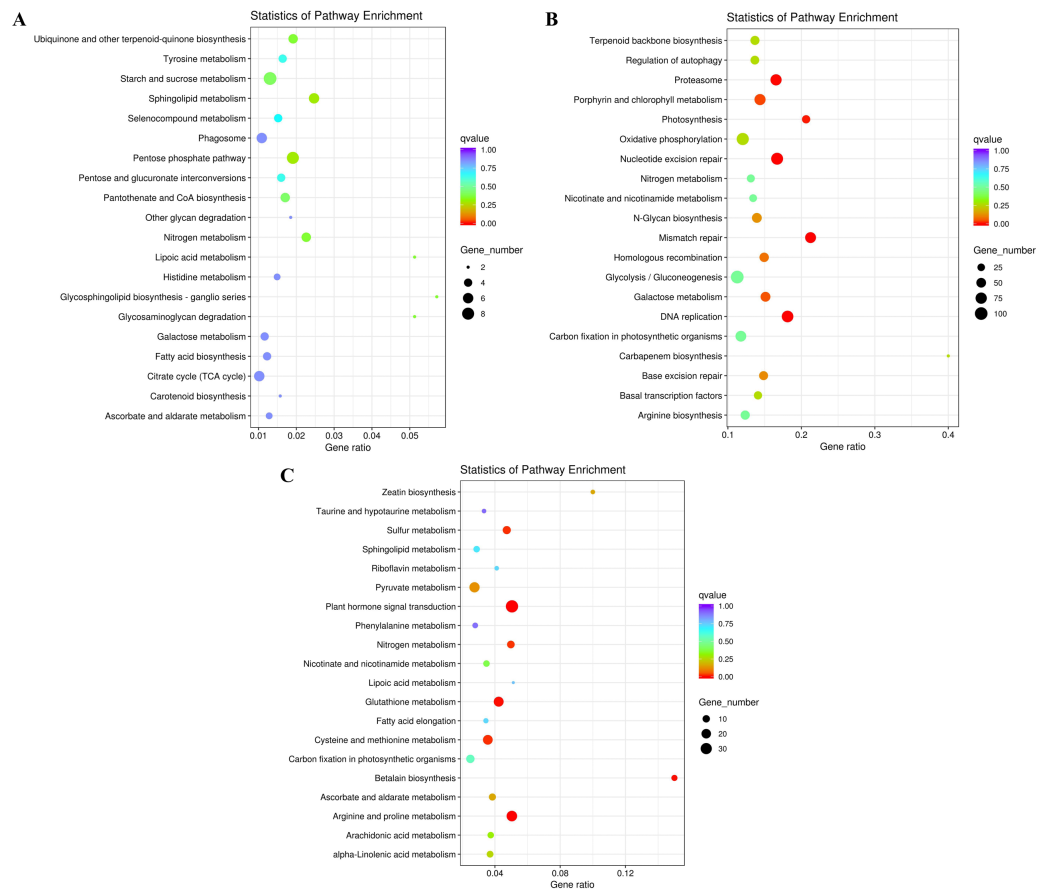 A
Statistics of Pathway Enrichment
Ubiquinone and other terpenoid-quinone biosynthesis
Tyrosine metabolism
Starch and sucrose metabolism
Sphingolipid metabolism
Selenocompound metabolism
Phagosome
Pentose phosphate pathway
Pentose and glucuronate interconversions
Pantothenate and CoA biosynthesis
Other glycan degradation
Nitrogen metabolism
Lipoic acid metabolism
Histidine metabolism
Glycosphingolipid biosynthesis - ganglio series
Glycosaminoglycan degradation
Galactose metabolism
Fatty acid biosynthesis
Citrate cycle (TCA cycle)
Carotenoid biosynthesis
Ascorbate and aldarate metabolism
0.01 0.02 0.03 0.04 0.05
Gene ratio
qvalue
1.00
0.75
0.50
0.25
0.00
Gene_number
2
4
6
8
B
Statistics of Pathway Enrichment
Terpenoid backbone biosynthesis
Regulation of autophagy
Proteasome
Porphyrin and chlorophyll metabolism
Photosynthesis
Oxidative phosphorylation
Nucleotide excision repair
Nitrogen metabolism
Nicotinate and nicotinamide metabolism
N-Glycan biosynthesis
Mismatch repair
Homologous recombination
Glycolysis / Gluconeogenesis
Galactose metabolism
DNA replication
Carbon fixation in photosynthetic organisms
Carbapenem biosynthesis
Base excision repair
Basal transcription factors
Arginine biosynthesis
0.1 0.2 0.3 0.4
Gene ratio
qvalue
1.00
0.75
0.50
0.25
0.00
Gene_number
25
50
75
100
C
Statistics of Pathway Enrichment
Zeatin biosynthesis
Taurine and hypotaurine metabolism
Sulfur metabolism
Sphingolipid metabolism
Riboflavin metabolism
Pyruvate metabolism
Plant hormone signal transduction
Phenylalanine metabolism
Nitrogen metabolism
Nicotinate and nicotinamide metabolism
Lipoic acid metabolism
Glutathione metabolism
Fatty acid elongation
Cysteine and methionine metabolism
Carbon fixation in photosynthetic organisms
Betalain biosynthesis
Ascorbate and aldarate metabolism
Arginine and proline metabolism
Arachidonic acid metabolism
alpha-Linolenic acid metabolism
0.04 0.08 0.12
Gene ratio
qvalue
1.00
0.75
0.50
0.25
0.00
Gene_number
10
20
30